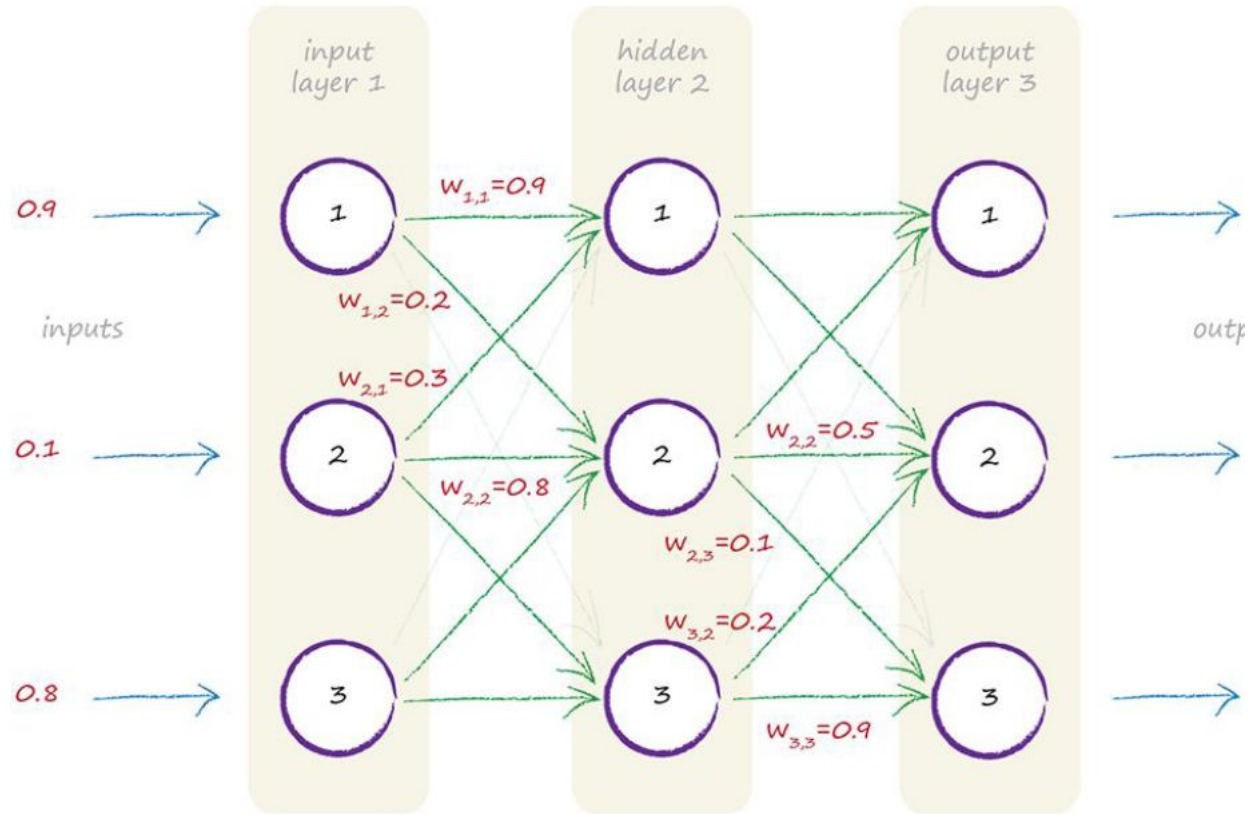 input
layer 1
hidden
layer 2
output
layer 3
0.9
1
w1,1=0.9
1
1
w1,2=0.2
inputs
outp
w2,1=0.3
0.1
2
2
w2,2=0.5
2
w2,2=0.8
w2,3=0.1
w3,2=0.2
0.8
3
3
3
w3,3=0.9